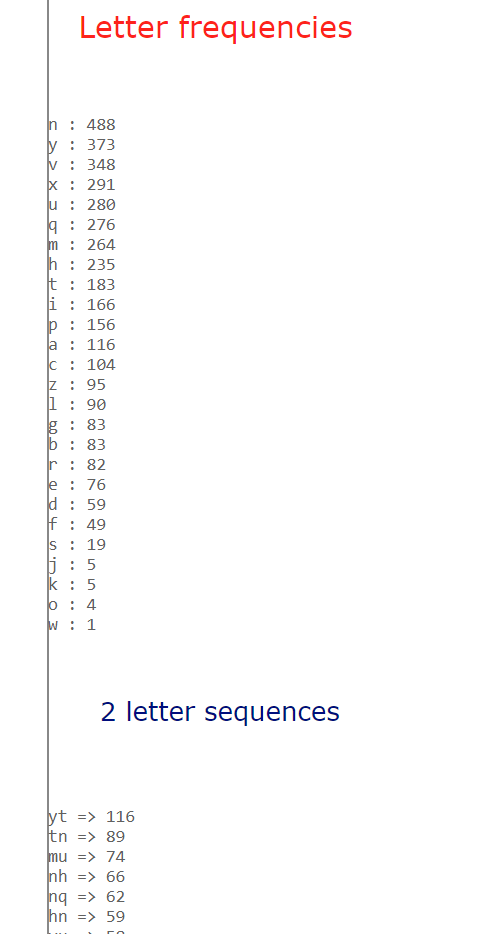 Letter frequencies
n : 488
y : 373
v : 348
x : 291
u : 280
q : 276
m : 264
h : 235
t : 183
i : 166
p : 156
a : 116
c : 104
z : 95
l : 90
g : 83
b : 83
r : 82
e : 76
d : 59
f : 49
s : 19
j : 5
k : 5
o : 4
w : 1
2 letter sequences
yt => 116
tn => 89
mu => 74
nh => 66
nq => 62
hn => 59